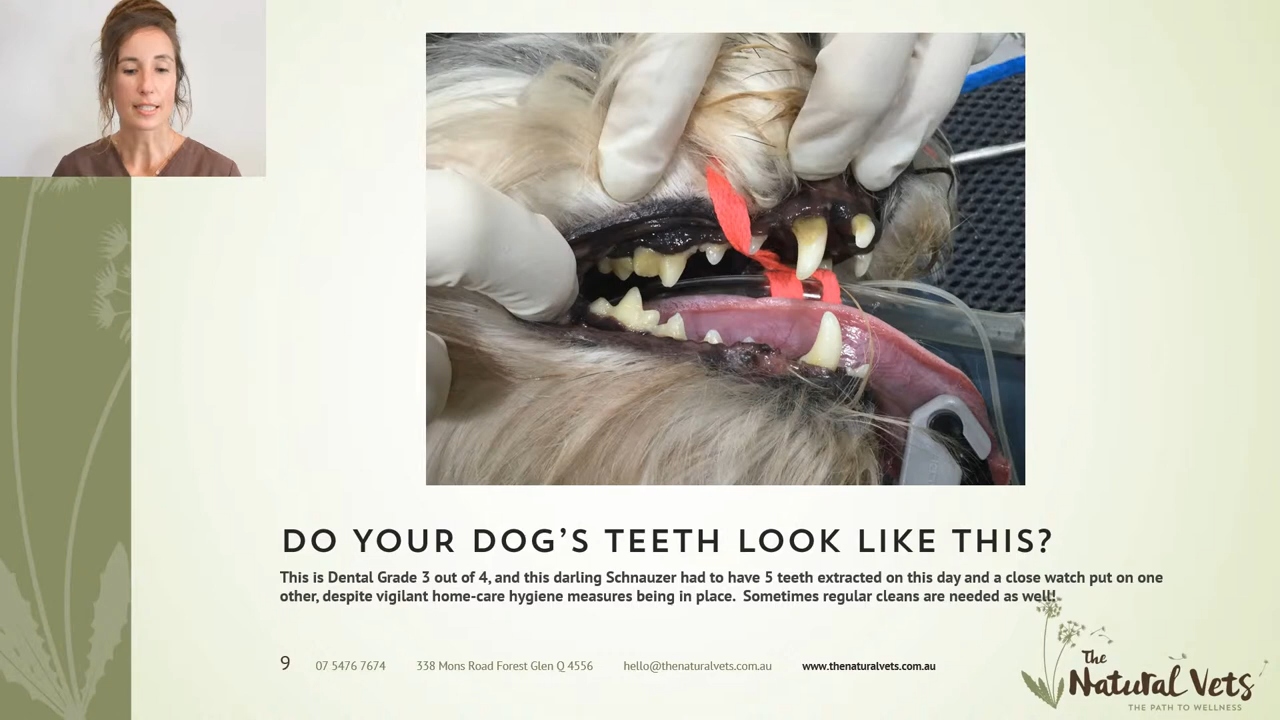 DO YOUR DOG'S TEETH LOOK LIKE THIS?
This is Dental Grade 3 out of 4, and this darling Schnauzer had to have 5 teeth extracted on this day and a close watch put on one
other, despite vigilant home-care hygiene measures being in place. Sometimes regular cleans are needed as well!
9 07 5476 7674 338 Mons Road Forest Glen Q 4556 hello@thenaturalvets.com.au www.thenaturalvets.com.au
The
Natural Vets
THE PATH TO WELLNESS